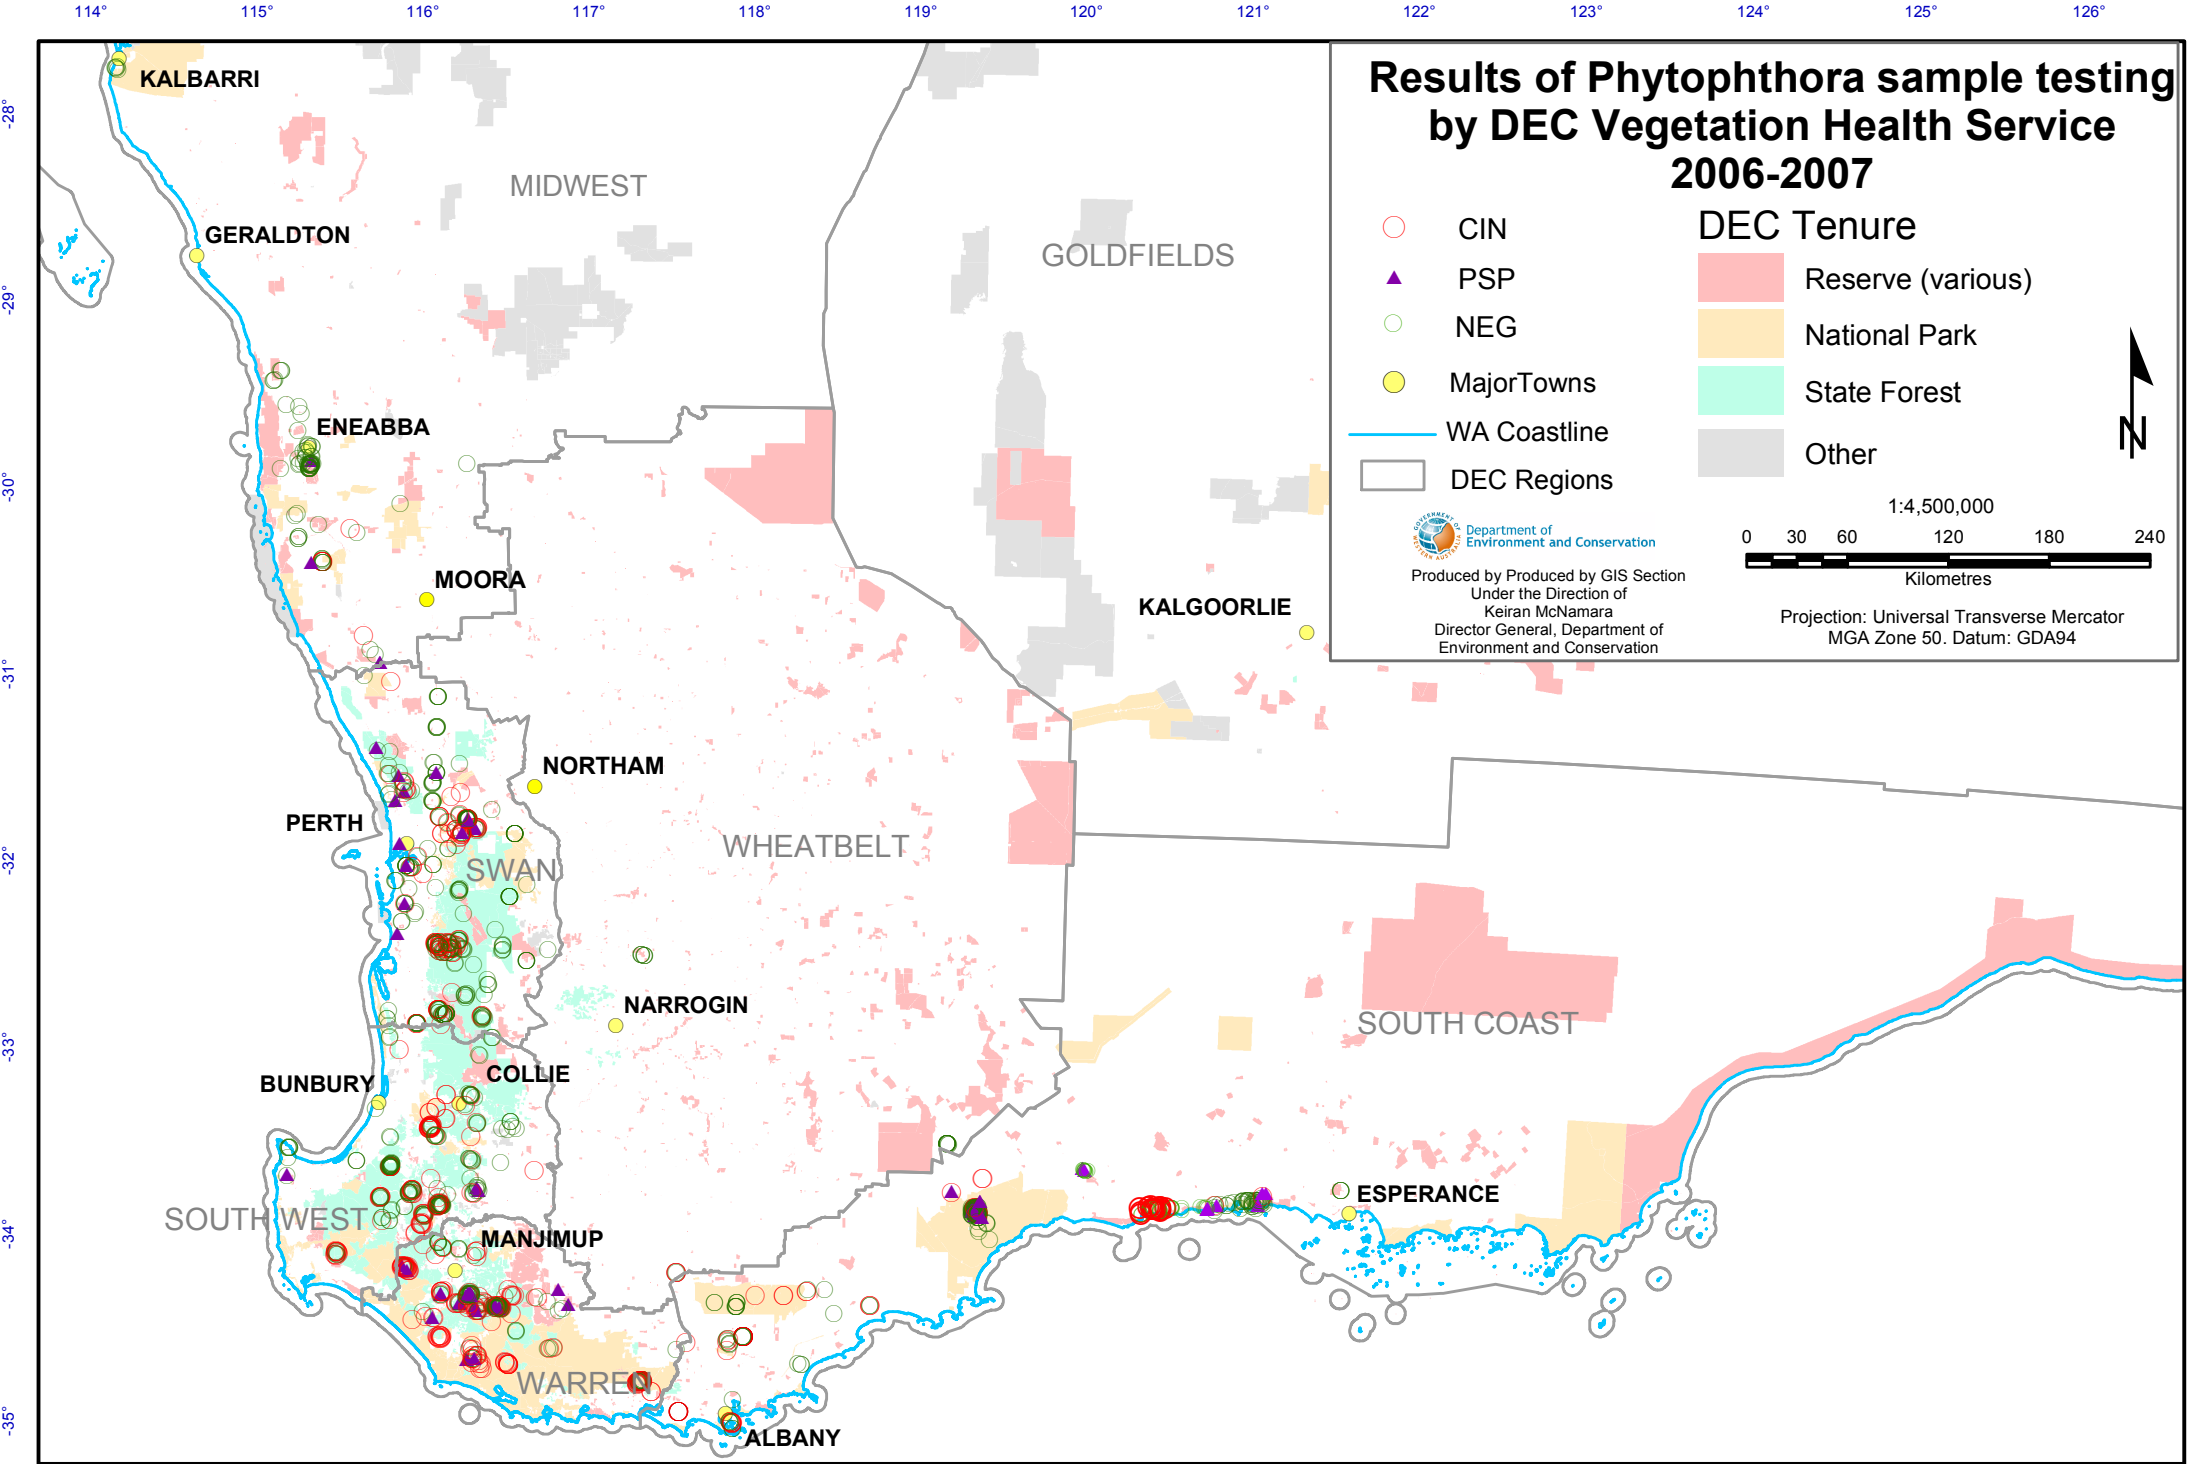 114° 115° 116° 117° 118° 119° 120° 121° 122° 123° 124° 125° 126°
-28°
-29°
-30°
-31°
-32°
-33°
-34°
-35°
Results of Phytophthora sample testing
by DEC Vegetation Health Service
2006-2007
CIN
PSP
NEG
MajorTowns
WA Coastline
DEC Regions
DEC Tenure
Reserve (various)
National Park
State Forest
Other
N
GOVERNMENT OF
WESTERN AUSTRALIA
Department of
Environment and Conservation
Produced by Produced by GIS Section
Under the Direction of
Keiran McNamara
Director General, Department of
Environment and Conservation
1:4,500,000
0 30 60 120 180 240
Kilometres
Projection: Universal Transverse Mercator
MGA Zone 50. Datum: GDA94
KALBARRI
MIDWEST
GERALDTON
GOLDFIELDS
ENEABBA
MOORA
KALGOORLIE
NORTHAM
PERTH
WHEATBELT
SWAN
NARROGIN
SOUTH COAST
COLLIE
BUNBURY
ESPERANCE
SOUTH WEST
MANJIMUP
WARREN
ALBANY